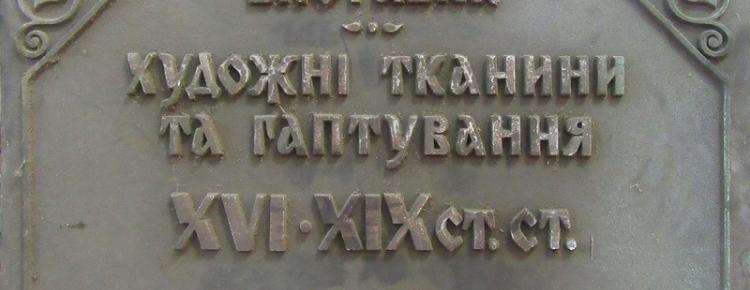 ХУДОЖНІ ТКАНИНИ
ТА ГАПТУВАННЯ
XVI·XIX СТ. СТ.